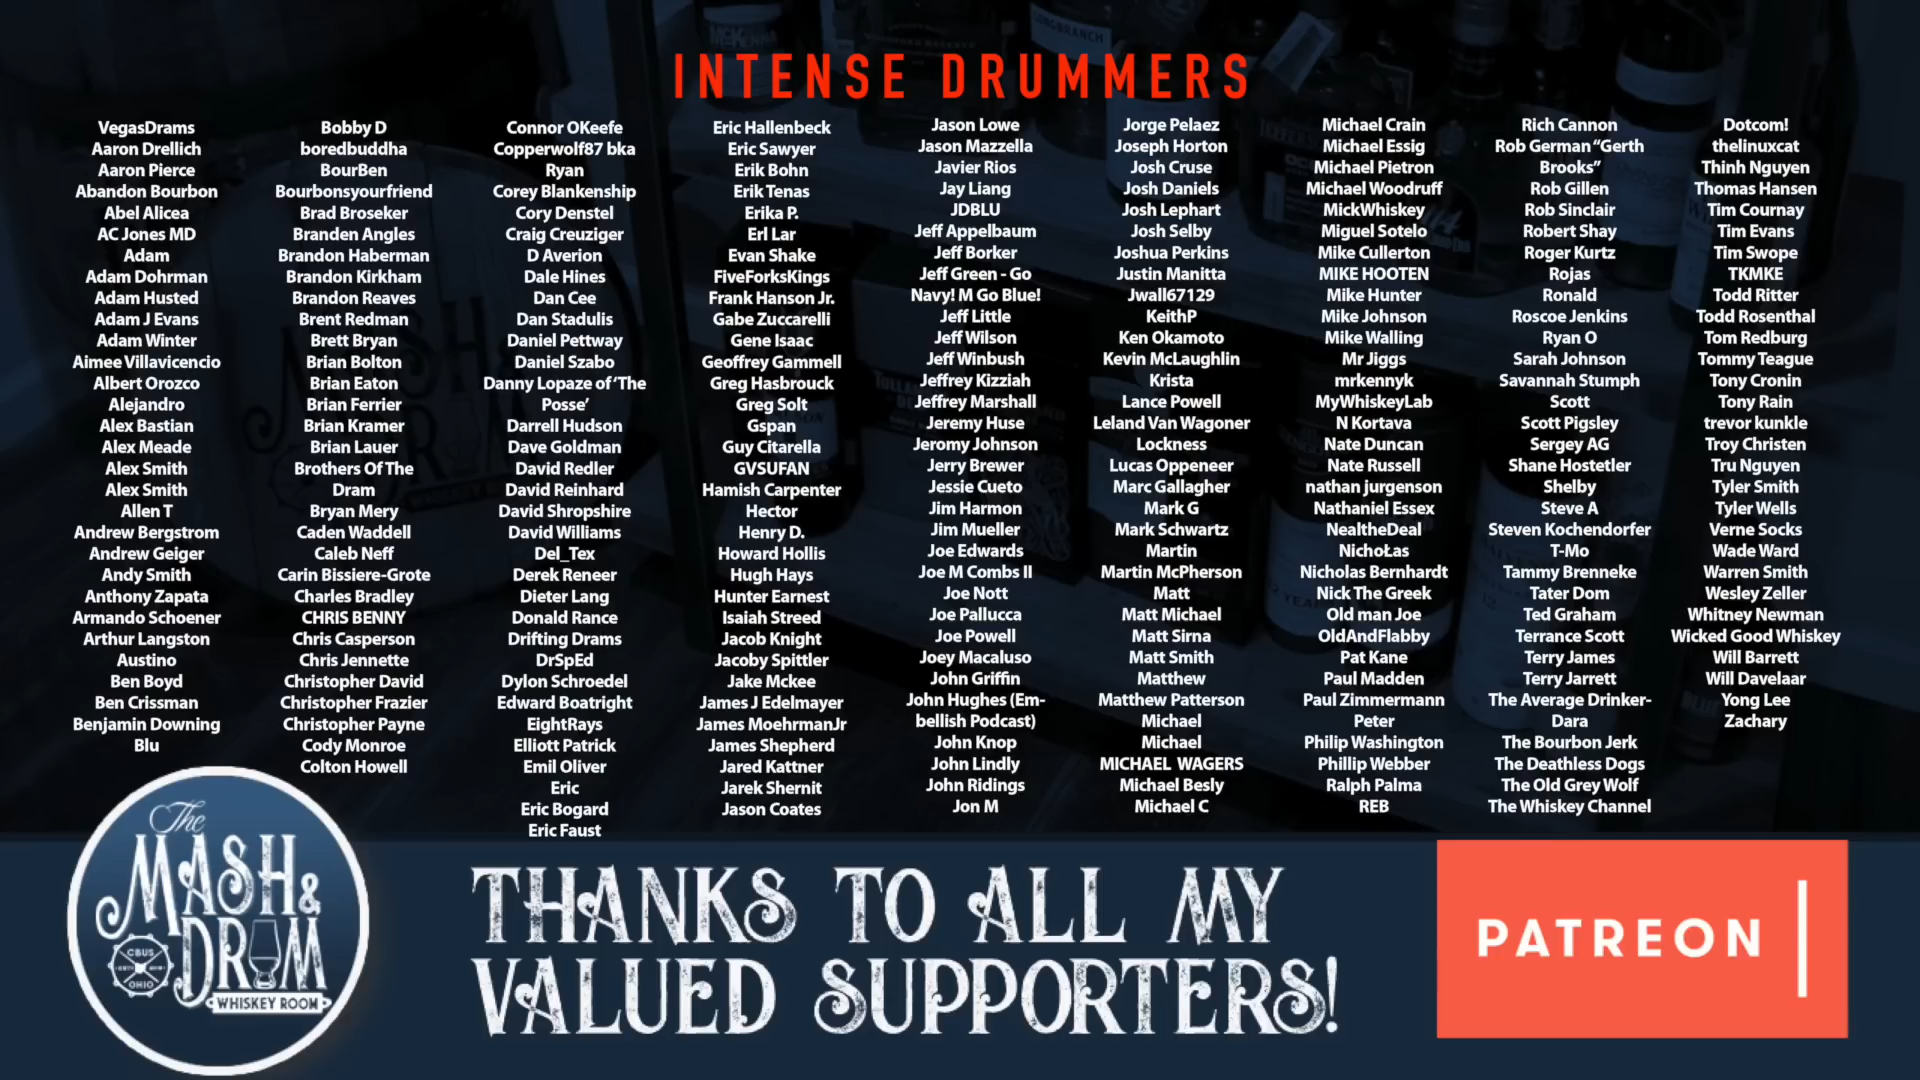 INTENSE DRUMMERS
VegasDrams
Aaron Drellich
Aaron Pierce
Abandon Bourbon
Abel Alicea
AC Jones MD
Adam
Adam Dohrman
Adam Husted
Adam J Evans
Adam Winter
Aimee Villavicencio
Albert Orozco
Alejandro
Alex Bastian
Alex Meade
Alex Smith
Alex Smith
Allen T
Andrew Bergstrom
Andrew Geiger
Andy Smith
Anthony Zapata
Armando Schoener
Arthur Langston
Austino
Ben Boyd
Ben Crissman
Benjamin Downing
Blu
Bobby D
boredbuddha
BourBen
Bourbonsyourfriend
Brad Broseker
Branden Angles
Brandon Haberman
Brandon Kirkham
Brandon Reaves
Brent Redman
Brett Bryan
Brian Bolton
Brian Eaton
Brian Ferrier
Brian Kramer
Brian Lauer
Brothers Of The
Dram
Bryan Mery
Caden Waddell
Caleb Neff
Carin Bissiere-Grote
Charles Bradley
CHRIS BENNY
Chris Casperson
Chris Jennette
Christopher David
Christopher Frazier
Christopher Payne
Cody Monroe
Colton Howell
Connor OKeefe
Copperwolf87 bka
Ryan
Corey Blankenship
Cory Denstel
Craig Creuziger
D Averion
Dale Hines
Dan Cee
Dan Stadulis
Daniel Pettway
Daniel Szabo
Danny Lopaze of ‘The
Posse’
Darrell Hudson
Dave Goldman
David Redler
David Reinhard
David Shropshire
David Williams
Del_Tex
Derek Reneer
Dieter Lang
Donald Rance
Drifting Drams
DrSpEd
Dylon Schroedel
Edward Boatright
EightRays
Elliott Patrick
Emil Oliver
Eric
Eric Bogard
Eric Faust
Eric Hallenbeck
Eric Sawyer
Erik Bohn
Erik Tenas
Erika P.
Erl Lar
Evan Shake
FiveForksKings
Frank Hanson Jr.
Gabe Zuccarelli
Gene Isaac
Geoffrey Gammell
Greg Hasbrouck
Greg Solt
Gspan
Guy Citarella
GVSUFAN
Hamish Carpenter
Hector
Henry D.
Howard Hollis
Hugh Hays
Hunter Earnest
Isaiah Streed
Jacob Knight
Jacoby Spittler
Jake Mckee
James J Edelmayer
James MoehrmanJr
James Shepherd
Jared Kattner
Jarek Shernit
Jason Coates
Jason Lowe
Jason Mazzella
Javier Rios
Jay Liang
JDBLU
Jeff Appelbaum
Jeff Borker
Jeff Green - Go
Navy! M Go Blue!
Jeff Little
Jeff Wilson
Jeff Winbush
Jeffrey Kizziah
Jeffrey Marshall
Jeremy Huse
Jeromy Johnson
Jerry Brewer
Jessie Cueto
Jim Harmon
Jim Mueller
Joe Edwards
Joe M Combs II
Joe Nott
Joe Pallucca
Joe Powell
Joey Macaluso
John Griffin
John Hughes (Em-
bellish Podcast)
John Knop
John Lindly
John Ridings
Jon M
Jorge Pelaez
Joseph Horton
Josh Cruse
Josh Daniels
Josh Lephart
Josh Selby
Joshua Perkins
Justin Manitta
Jwall67129
KeithP
Ken Okamoto
Kevin McLaughlin
Krista
Lance Powell
Leland Van Wagoner
Lockness
Lucas Oppeneer
Marc Gallagher
Mark G
Mark Schwartz
Martin
Martin McPherson
Matt
Matt Michael
Matt Sirna
Matt Smith
Matthew
Matthew Patterson
Michael
Michael
MICHAEL WAGERS
Michael Besly
Michael C
Michael Crain
Michael Essig
Michael Pietron
Michael Woodruff
MickWhiskey
Miguel Sotelo
Mike Cullerton
MIKE HOOTEN
Mike Hunter
Mike Johnson
Mike Walling
Mr Jiggs
mrkennyk
MyWhiskeyLab
N Kortava
Nate Duncan
Nate Russell
nathan jurgenson
Nathaniel Essex
NealtheDeal
NichoŁas
Nicholas Bernhardt
Nick The Greek
Old man Joe
OldAndFlabby
Pat Kane
Paul Madden
Paul Zimmermann
Peter
Philip Washington
Phillip Webber
Ralph Palma
REB
Rich Cannon
Rob German “Gerth
Brooks”
Rob Gillen
Rob Sinclair
Robert Shay
Roger Kurtz
Rojas
Ronald
Roscoe Jenkins
Ryan O
Sarah Johnson
Savannah Stumph
Scott
Scott Pigsley
Sergey AG
Shane Hostetler
Shelby
Steve A
Steven Kochendorfer
T-Mo
Tammy Brenneke
Tater Dom
Ted Graham
Terrance Scott
Terry James
Terry Jarrett
The Average Drinker-
Dara
The Bourbon Jerk
The Deathless Dogs
The Old Grey Wolf
The Whiskey Channel
Dotcom!
thelinuxcat
Thinh Nguyen
Thomas Hansen
Tim Cournay
Tim Evans
Tim Swope
TKMKE
Todd Ritter
Todd Rosenthal
Tom Redburg
Tommy Teague
Tony Cronin
Tony Rain
trevor kunkle
Troy Christen
Tru Nguyen
Tyler Smith
Tyler Wells
Verne Socks
Wade Ward
Warren Smith
Wesley Zeller
Whitney Newman
Wicked Good Whiskey
Will Barrett
Will Davelaar
Yong Lee
Zachary
The
MASH &
DRUM
CBUS
OHIO
WHISKEY ROOM
THANKS TO ALL MY
VALUED SUPPORTERS!
PATREON